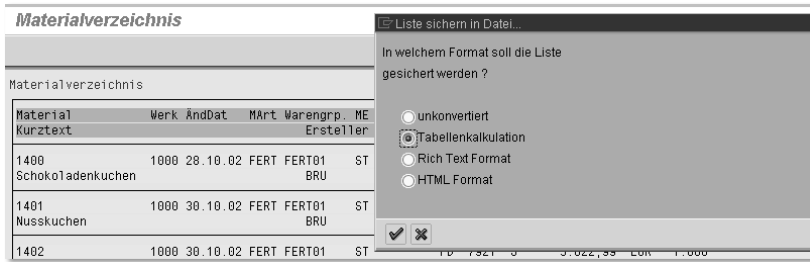 Materialverzeichnis
Materialverzeichnis
Material Werk ÄndDat MArt Warengrp. ME
Kurztext Ersteller
1400 1000 28.10.02 FERT FERT01 ST
Schokoladenkuchen BRU
1401 1000 30.10.02 FERT FERT01 ST
Nusskuchen BRU
1402 1000 30.10.02 FERT FERT01 ST
Liste sichern in Datei...
In welchem Format soll die Liste
gesichert werden ?
unkonvertiert
Tabellenkalkulation
Rich Text Format
HTML Format